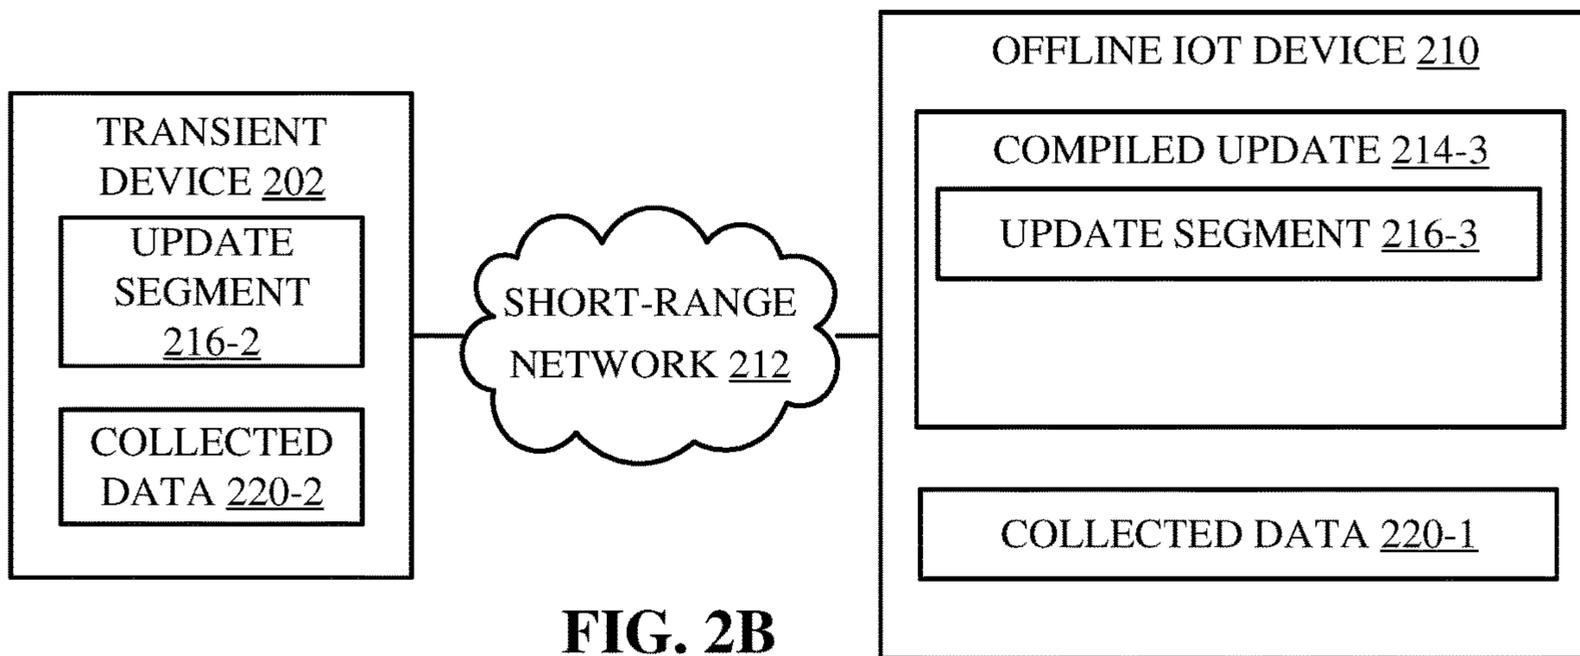 TRANSIENT
DEVICE 202
UPDATE
SEGMENT
216-2
COLLECTED
DATA 220-2
SHORT-RANGE
NETWORK 212
OFFLINE IOT DEVICE 210
COMPILED UPDATE 214-3
UPDATE SEGMENT 216-3
COLLECTED DATA 220-1
FIG. 2B